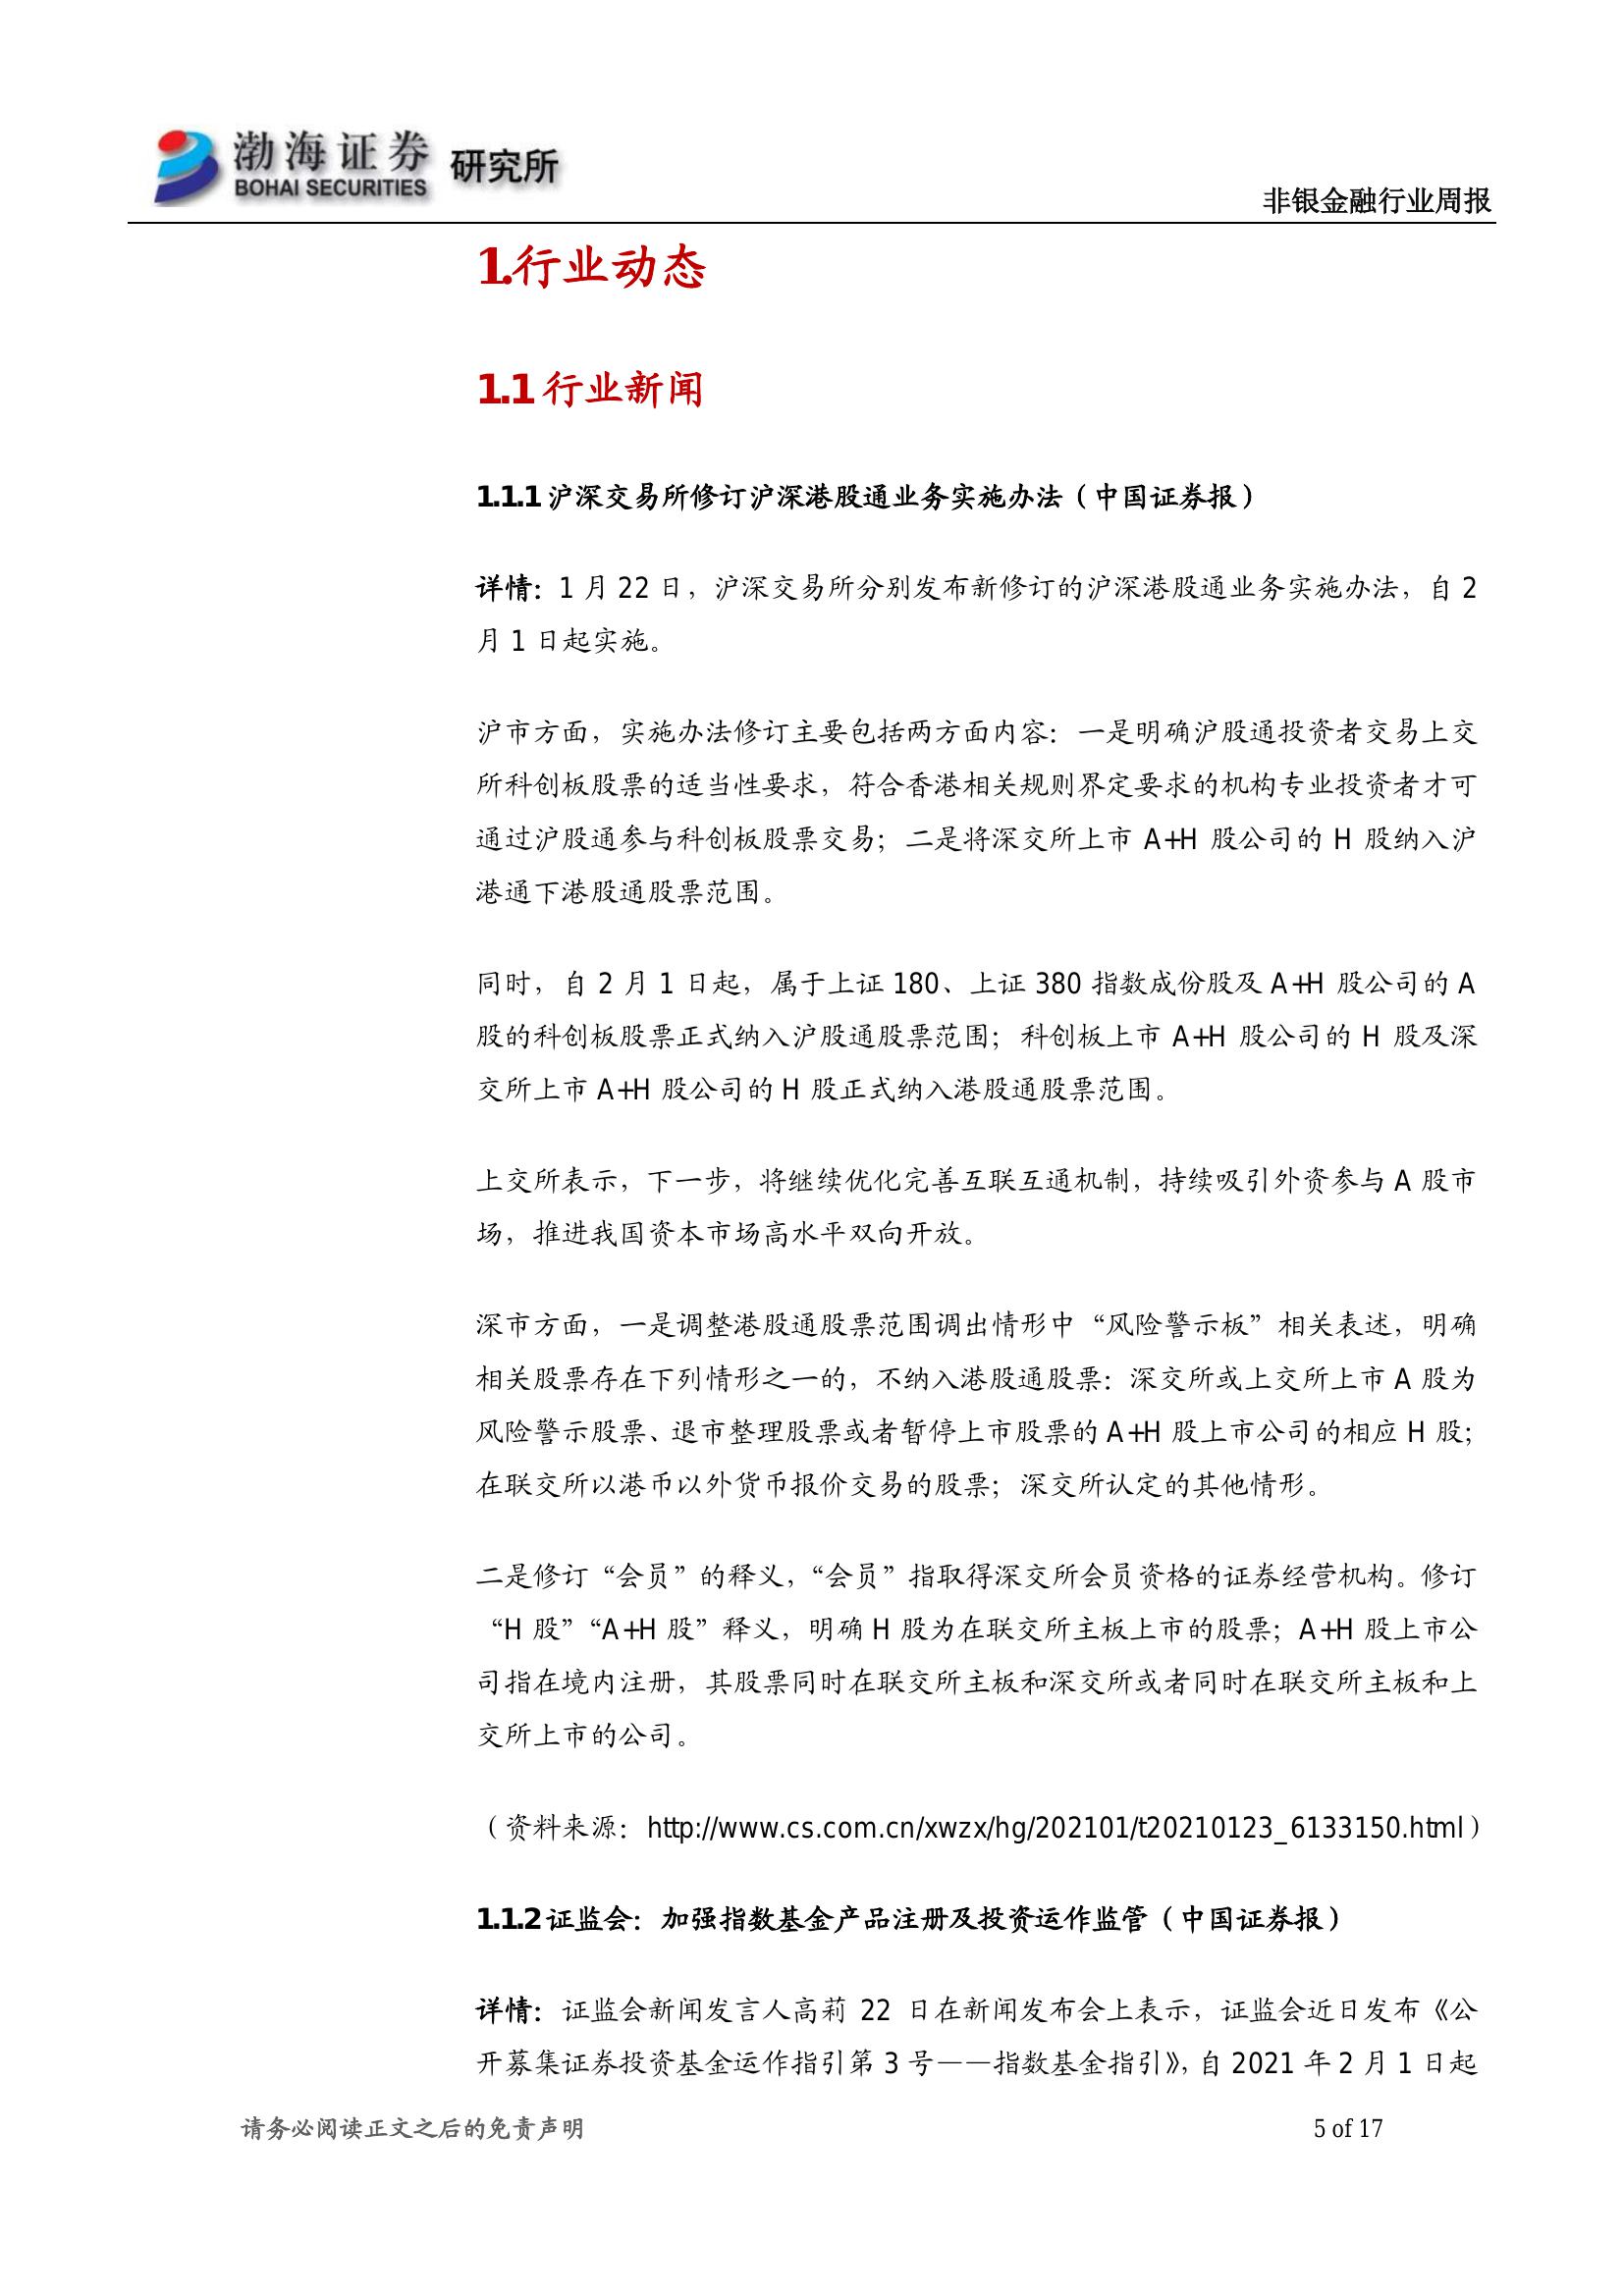 渤海证券 研究所
BOHAI SECURITIES
非银金融行业周报
1.行业动态
1.1 行业新闻
1.1.1 沪深交易所修订沪深港股通业务实施办法（中国证券报）
详情：1 月 22 日，沪深交易所分别发布新修订的沪深港股通业务实施办法，自 2
月 1 日起实施。
沪市方面，实施办法修订主要包括两方面内容：一是明确沪股通投资者交易上交
所科创板股票的适当性要求，符合香港相关规则界定要求的机构专业投资者才可
通过沪股通参与科创板股票交易；二是将深交所上市 A+H 股公司的 H 股纳入沪
港通下港股通股票范围。
同时，自 2 月 1 日起，属于上证 180、上证 380 指数成份股及 A+H 股公司的 A
股的科创板股票正式纳入沪股通股票范围；科创板上市 A+H 股公司的 H 股及深
交所上市 A+H 股公司的 H 股正式纳入港股通股票范围。
上交所表示，下一步，将继续优化完善互联互通机制，持续吸引外资参与 A 股市
场，推进我国资本市场高水平双向开放。
深市方面，一是调整港股通股票范围调出情形中“风险警示板”相关表述，明确
相关股票存在下列情形之一的，不纳入港股通股票：深交所或上交所上市 A 股为
风险警示股票、退市整理股票或者暂停上市股票的 A+H 股上市公司的相应 H 股；
在联交所以港币以外货币报价交易的股票；深交所认定的其他情形。
二是修订“会员”的释义，“会员”指取得深交所会员资格的证券经营机构。修订
“H 股”“A+H 股”释义，明确 H 股为在联交所主板上市的股票；A+H 股上市公
司指在境内注册，其股票同时在联交所主板和深交所或者同时在联交所主板和上
交所上市的公司。
（资料来源：http://www.cs.com.cn/xwzx/hg/202101/t20210123_6133150.html）
1.1.2 证监会：加强指数基金产品注册及投资运作监管（中国证券报）
详情：证监会新闻发言人高莉 22 日在新闻发布会上表示，证监会近日发布《公
开募集证券投资基金运作指引第 3 号——指数基金指引》，自 2021 年 2 月 1 日起
请务必阅读正文之后的免责声明
5 of 17